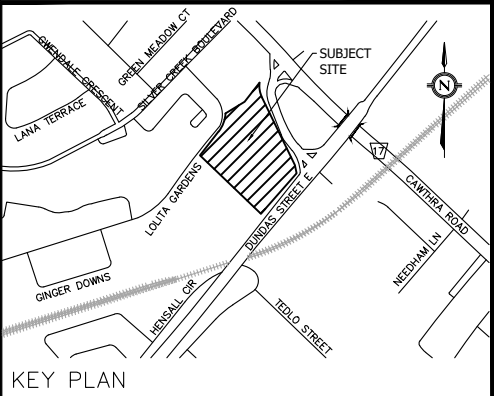 GWENDALE CRESCENT
GREEN MEADOW CT
SILVER CREEK BOULEVARD
LANA TERRACE
SUBJECT
SITE
N
17
LOLITA GARDENS
DUNDAS STREET E
CAWTHRA ROAD
NEEDHAM LN
GINGER DOWNS
HENSALL CIR
TEDLO STREET
KEY PLAN